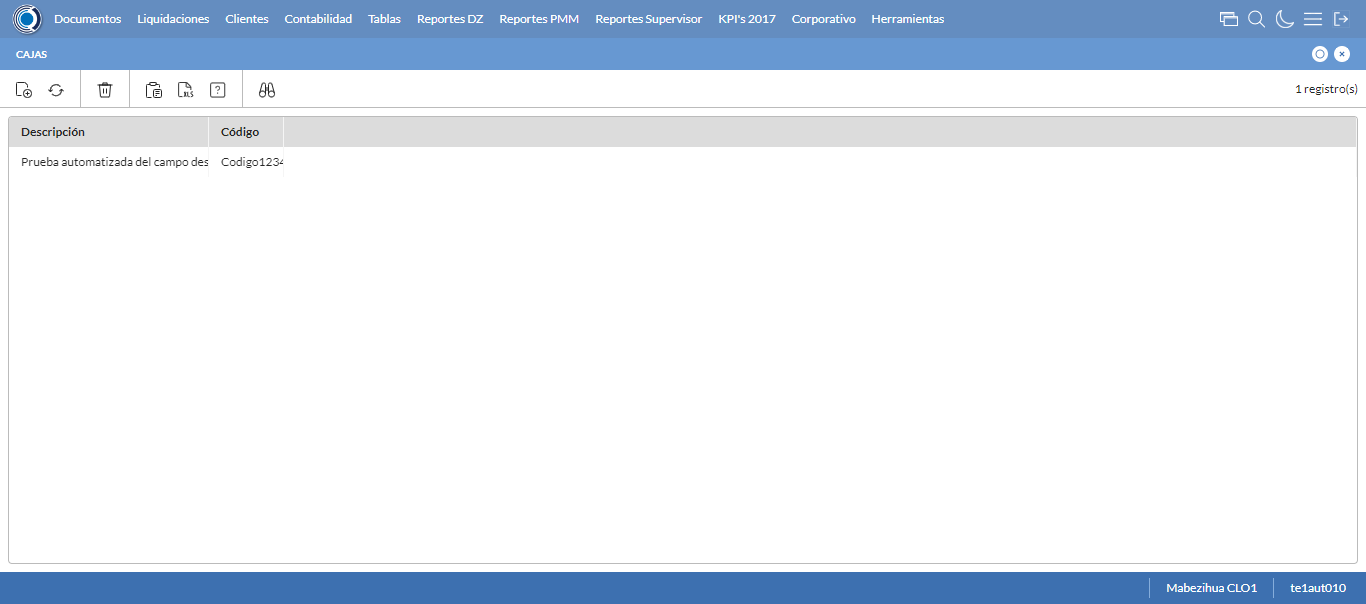 Documentos Liquidaciones Clientes Contabilidad Tablas Reportes DZ Reportes PMM Reportes Supervisor KPI's 2017 Corporativo Herramientas
CAJAS
XLS ? 1 registro(s)
Descripción Código
Prueba automatizada del campo des Codigo1234
Mabezihua CLO1 te1aut010